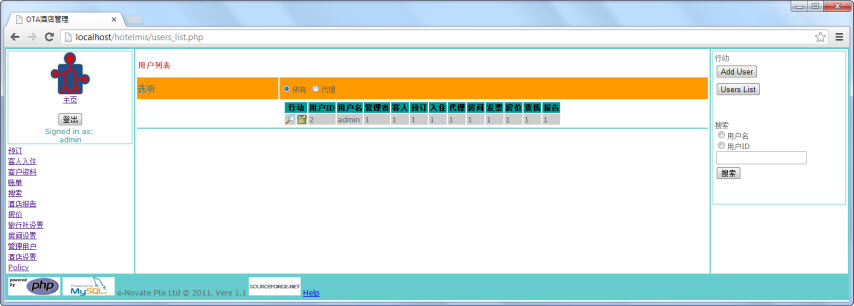 OTA酒店管理
localhost/hotelmis/users_list.php
主页
登出
Signed in as:
admin
预订
客人入住
客户资料
账单
搜索
酒店报告
房价
旅行社设置
房间设置
管理用户
酒店设置
Policy
用户列表
选项 所有 代理
行动 用户ID 用户名 管理者 客人 预订 入住 代理 房间 发票 房价 查找 报告
2 admin 1 1 1 1 1 1 1 1 1 1
行动
Add User
Users List
搜索
用户名
用户ID
搜索
powered by php
Powered by MySQL e-Novate Pte Ltd © 2011. Vers 1.1 SOURCEFORGE.NET Help